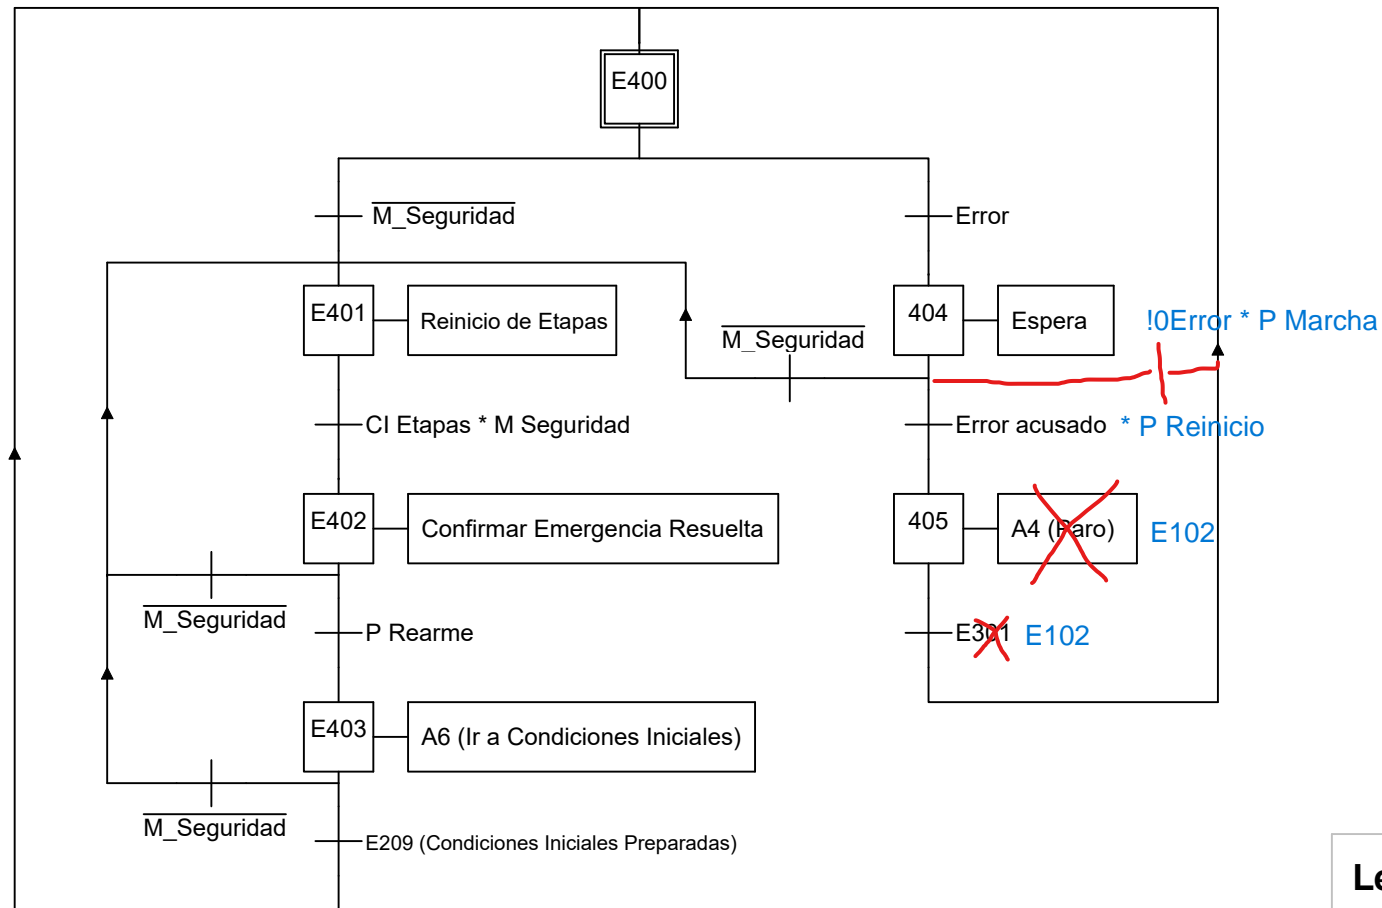 E400
M_Seguridad
Error
E401
Reinicio de Etapas
404
Espera
!0Error * P Marcha
M_Seguridad
CI Etapas * M Seguridad
Error acusado * P Reinicio
E402
Confirmar Emergencia Resuelta
405
A4 (Paro)
E102
M_Seguridad
P Rearme
E301
E102
E403
A6 (Ir a Condiciones Iniciales)
M_Seguridad
E209 (Condiciones Iniciales Preparadas)
Le